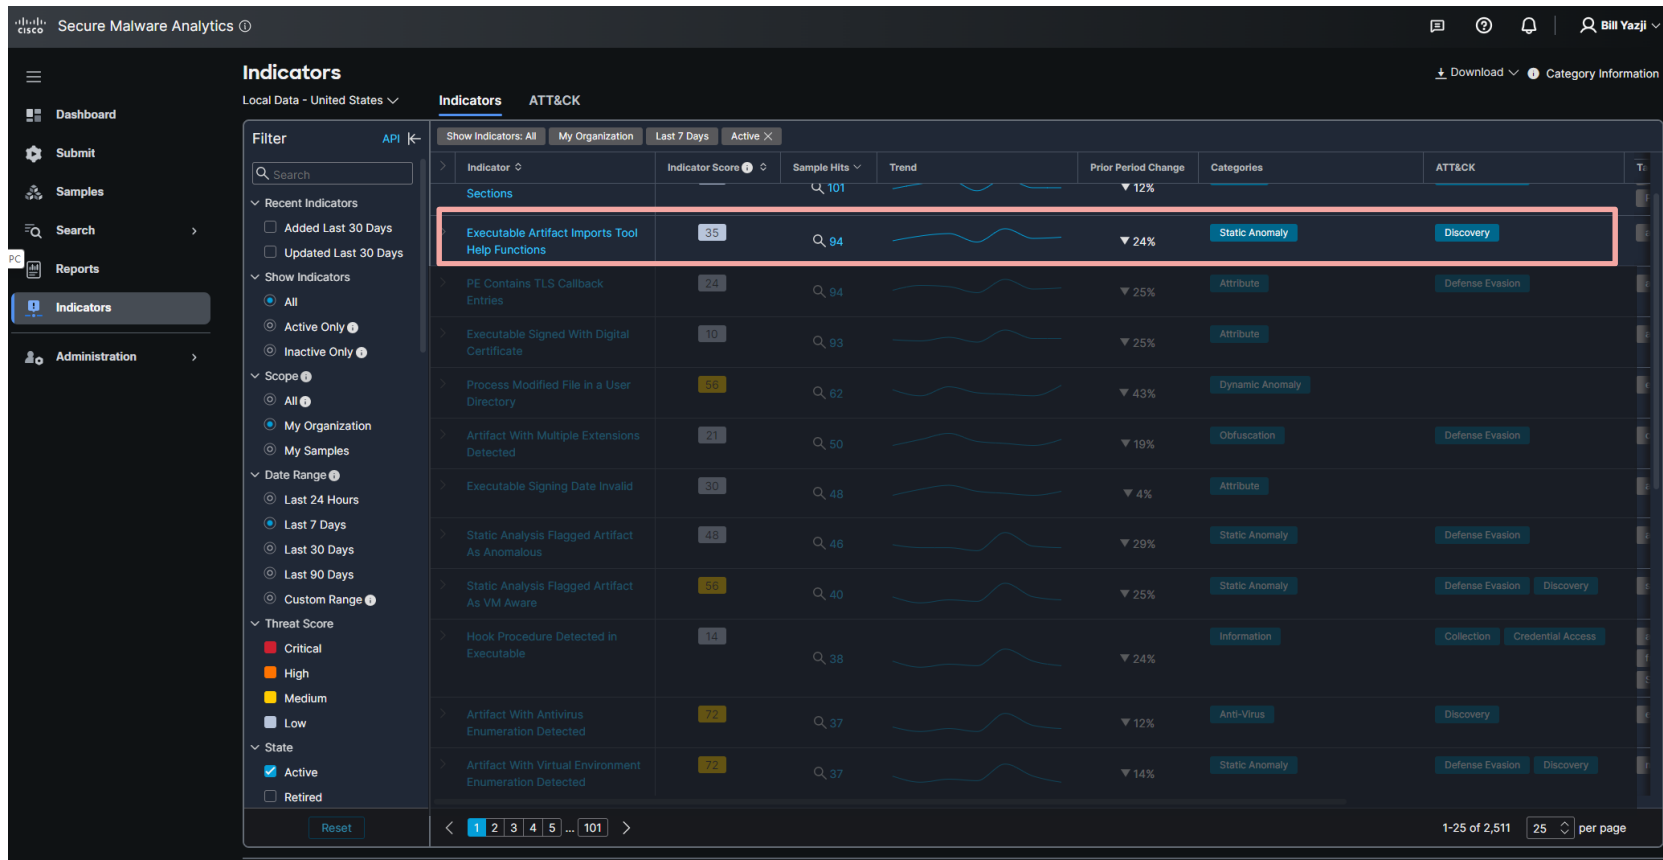 cisco Secure Malware Analytics
Bill Yazji
Indicators
Download Category Information
Local Data - United States
Indicators ATT&CK
Dashboard
Submit
Samples
Search
PC
Reports
Indicators
Administration
Filter API
Search
Recent Indicators
Added Last 30 Days
Updated Last 30 Days
Show Indicators
All
Active Only
Inactive Only
Scope
All
My Organization
My Samples
Date Range
Last 24 Hours
Last 7 Days
Last 30 Days
Last 90 Days
Custom Range
Threat Score
Critical
High
Medium
Low
State
Active
Retired
Reset
Show Indicators: All My Organization Last 7 Days Active
Indicator Indicator Score Sample Hits Trend Prior Period Change Categories ATT&CK
Sections 101 12%
Executable Artifact Imports Tool 35 94 24% Static Anomaly Discovery
Help Functions
PE Contains TLS Callback 24 94 25% Attribute Defense Evasion
Entries
Executable Signed With Digital 10 93 25% Attribute
Certificate
Process Modified File in a User 56 62 43% Dynamic Anomaly
Directory
Artifact With Multiple Extensions 21 50 19% Obfuscation Defense Evasion
Detected
Executable Signing Date Invalid 30 48 4% Attribute
Static Analysis Flagged Artifact 48 46 29% Static Anomaly Defense Evasion
As Anomalous
Static Analysis Flagged Artifact 56 40 25% Static Anomaly Defense Evasion Discovery
As VM Aware
Hook Procedure Detected in 14 38 24% Information Collection Credential Access
Executable
Artifact With Antivirus 72 37 12% Anti-Virus Discovery
Enumeration Detected
Artifact With Virtual Environment 72 37 14% Static Anomaly Defense Evasion Discovery
Enumeration Detected
1 2 3 4 5 ... 101
1-25 of 2,511 25 per page